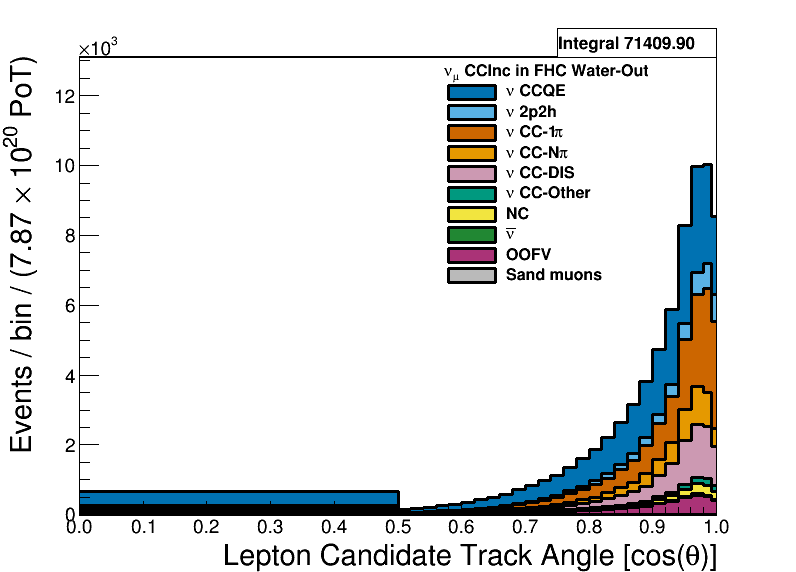 Integral 71409.90
×10³
ν_μ CCInc in FHC Water-Out
ν CCQE
ν 2p2h
ν CC-1π
ν CC-Nπ
ν CC-DIS
ν CC-Other
NC
ν̅
OOFV
Sand muons
Events / bin / (7.87 × 10²⁰ PoT)
12
10
8
6
4
2
0
0.0 0.1 0.2 0.3 0.4 0.5 0.6 0.7 0.8 0.9 1.0
Lepton Candidate Track Angle [cos(θ)]